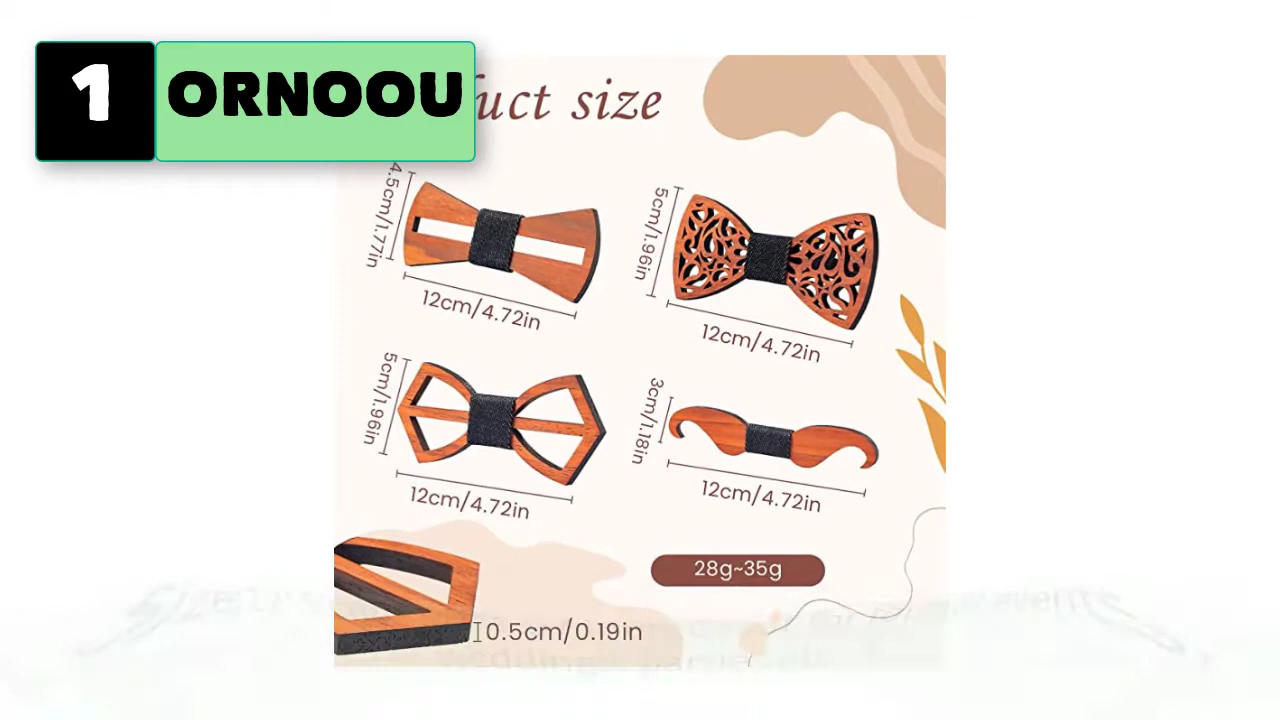 1 ORNOOU
uct size
4.5cm/1.77in
12cm/4.72in
5cm/1.96in
12cm/4.72in
5cm/1.96in
12cm/4.72in
3cm/1.18in
12cm/4.72in
28g~35g
0.5cm/0.19in